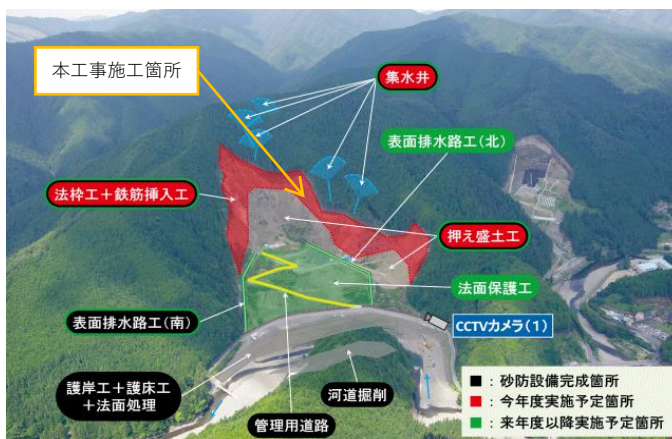 本工事施工箇所
集水井
表面排水路工(北)
法枠工+鉄筋挿入工
押え盛土工
法面保護工
表面排水路工(南)
CCTVカメラ(1)
護岸工+護床工
+法面処理
河道掘削
管理用道路
■:砂防設備完成箇所
■:今年度実施予定箇所
■:来年度以降実施予定箇所